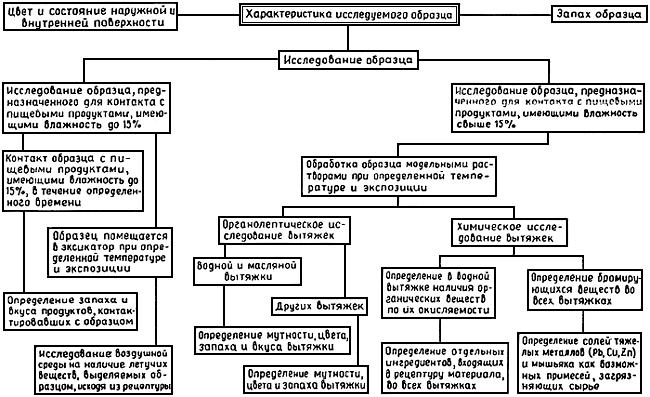 Цвет и состояние наружной и
внутренней поверхности
Характеристика исследуемого образца
Запах образца
Исследование образца
Исследование образца, пред-
назначенного для контакта с
пищевыми продуктами, имею-
щими влажность до 15%
Исследование образца, предназна-
ченного для контакта с пищевыми
продуктами, имеющими влажность
свыше 15%
Контакт образца с пи-
щевыми продуктами,
имеющими влажность до
15%, в течение определен-
ного времени
Образец помещается
в эксикатор при опре-
деленной температуре
и экспозиции
Определение запаха и
вкуса продуктов, контак-
тировавших с образцом
Исследование воздушной
среды на наличие летучих
веществ, выделяемых об-
разцом, исходя из рецептуры
Обработка образца модельными рас-
творами при определенной темпе-
ратуре и экспозиции
Органолептическое ис-
следование вытяжек
Водной и масляной
вытяжки
Других вытяжек
Определение мутности, цвета,
запаха и вкуса вытяжки
Определение мутности,
цвета и запаха вытяжки
Химическое иссле-
дование вытяжек
Определение в водной
вытяжке наличия ор-
ганических веществ
по их окисляемости
Определение бромиру-
ющихся веществ во
всех вытяжках
Определение отдельных
ингредиентов, входящих
в рецептуру материала,
во всех вытяжках
Определение солей тяже-
лых металлов (Pb, Cu, Zn)
и мышьяка как возмож-
ных примесей, загряз-
няющих сырье